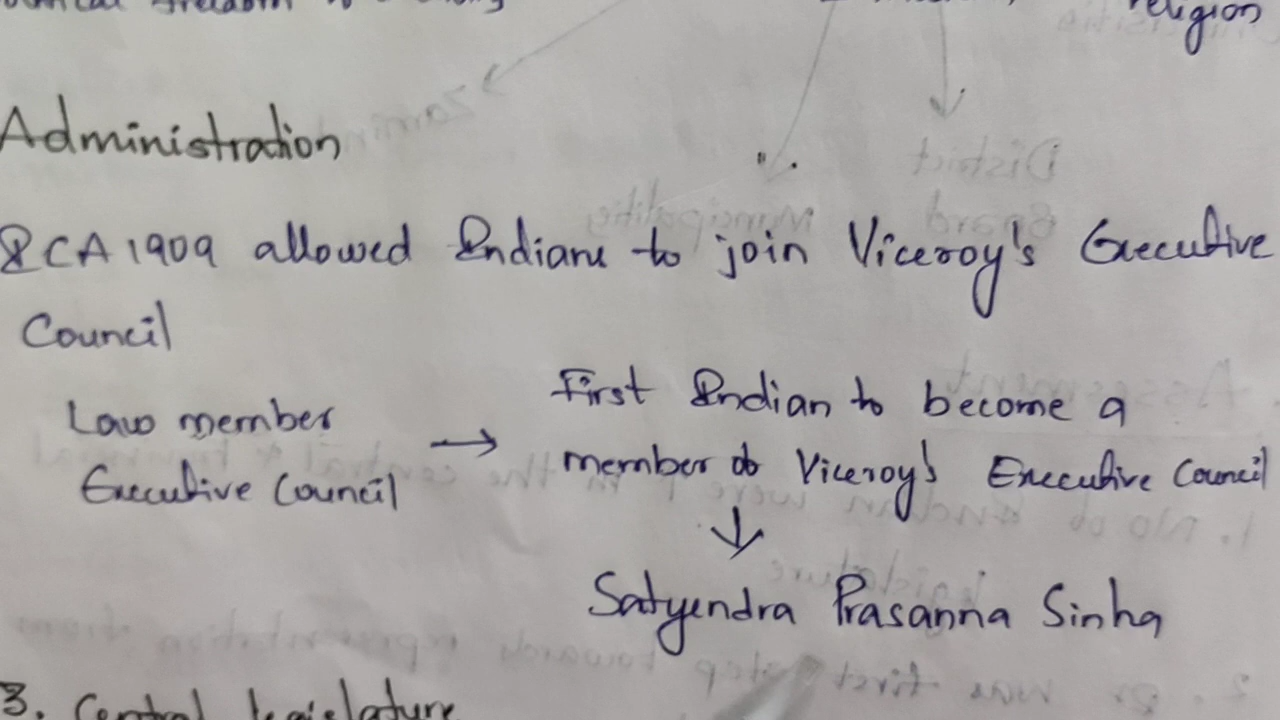 religion
Administration
ICA 1909 allowed Indians to join Viceroy's Executive
Council
Law member
Executive Council
→ First Indian to become a
member of Viceroy's Executive Council
↓
Satyendra Prasanna Sinha
3. Central legislature